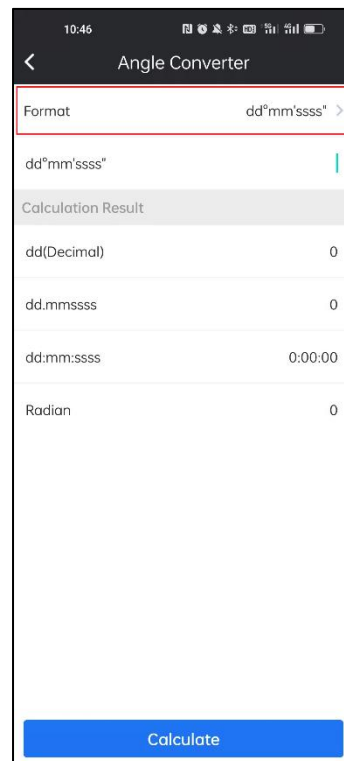 10:46
Angle Converter
Format dd°mm'ssss"
dd°mm'ssss"
Calculation Result
dd(Decimal) 0
dd.mmssss 0
dd:mm:ssss 0:00:00
Radian 0
Calculate